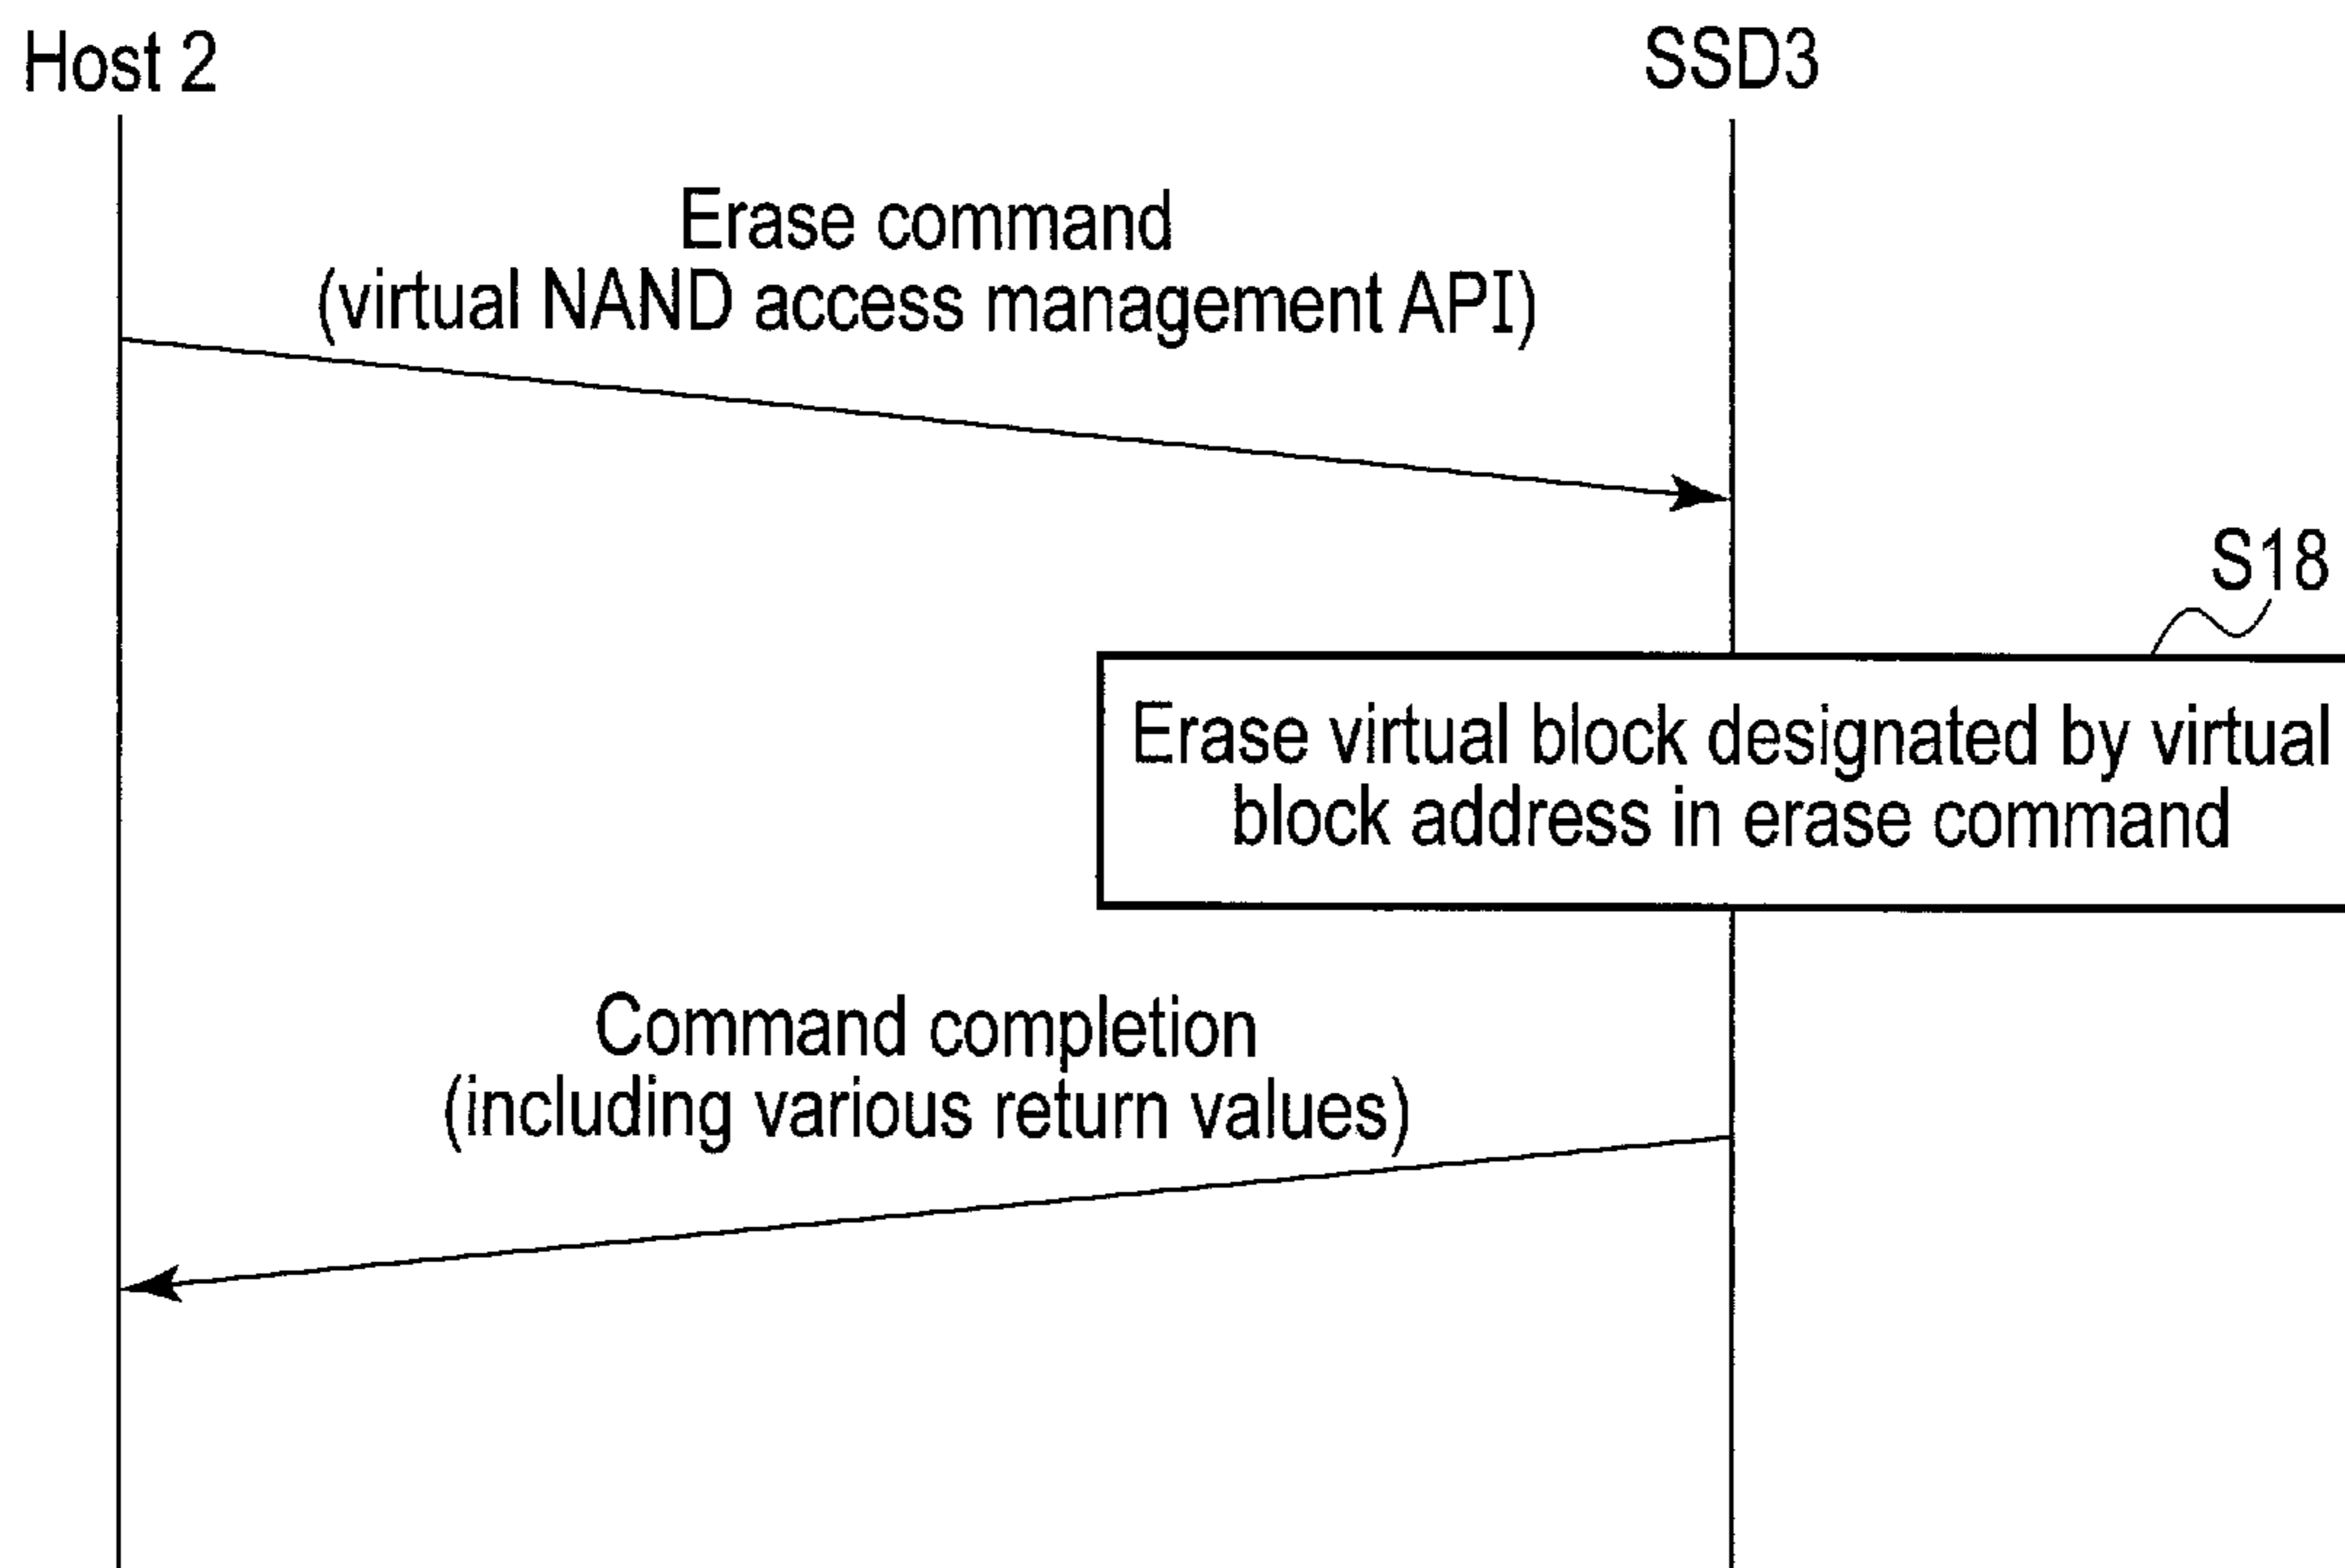 Host 2
SSD3
Erase command
(virtual NAND access management API)
S18
Erase virtual block designated by virtual
block address in erase command
Command completion
(including various return values)